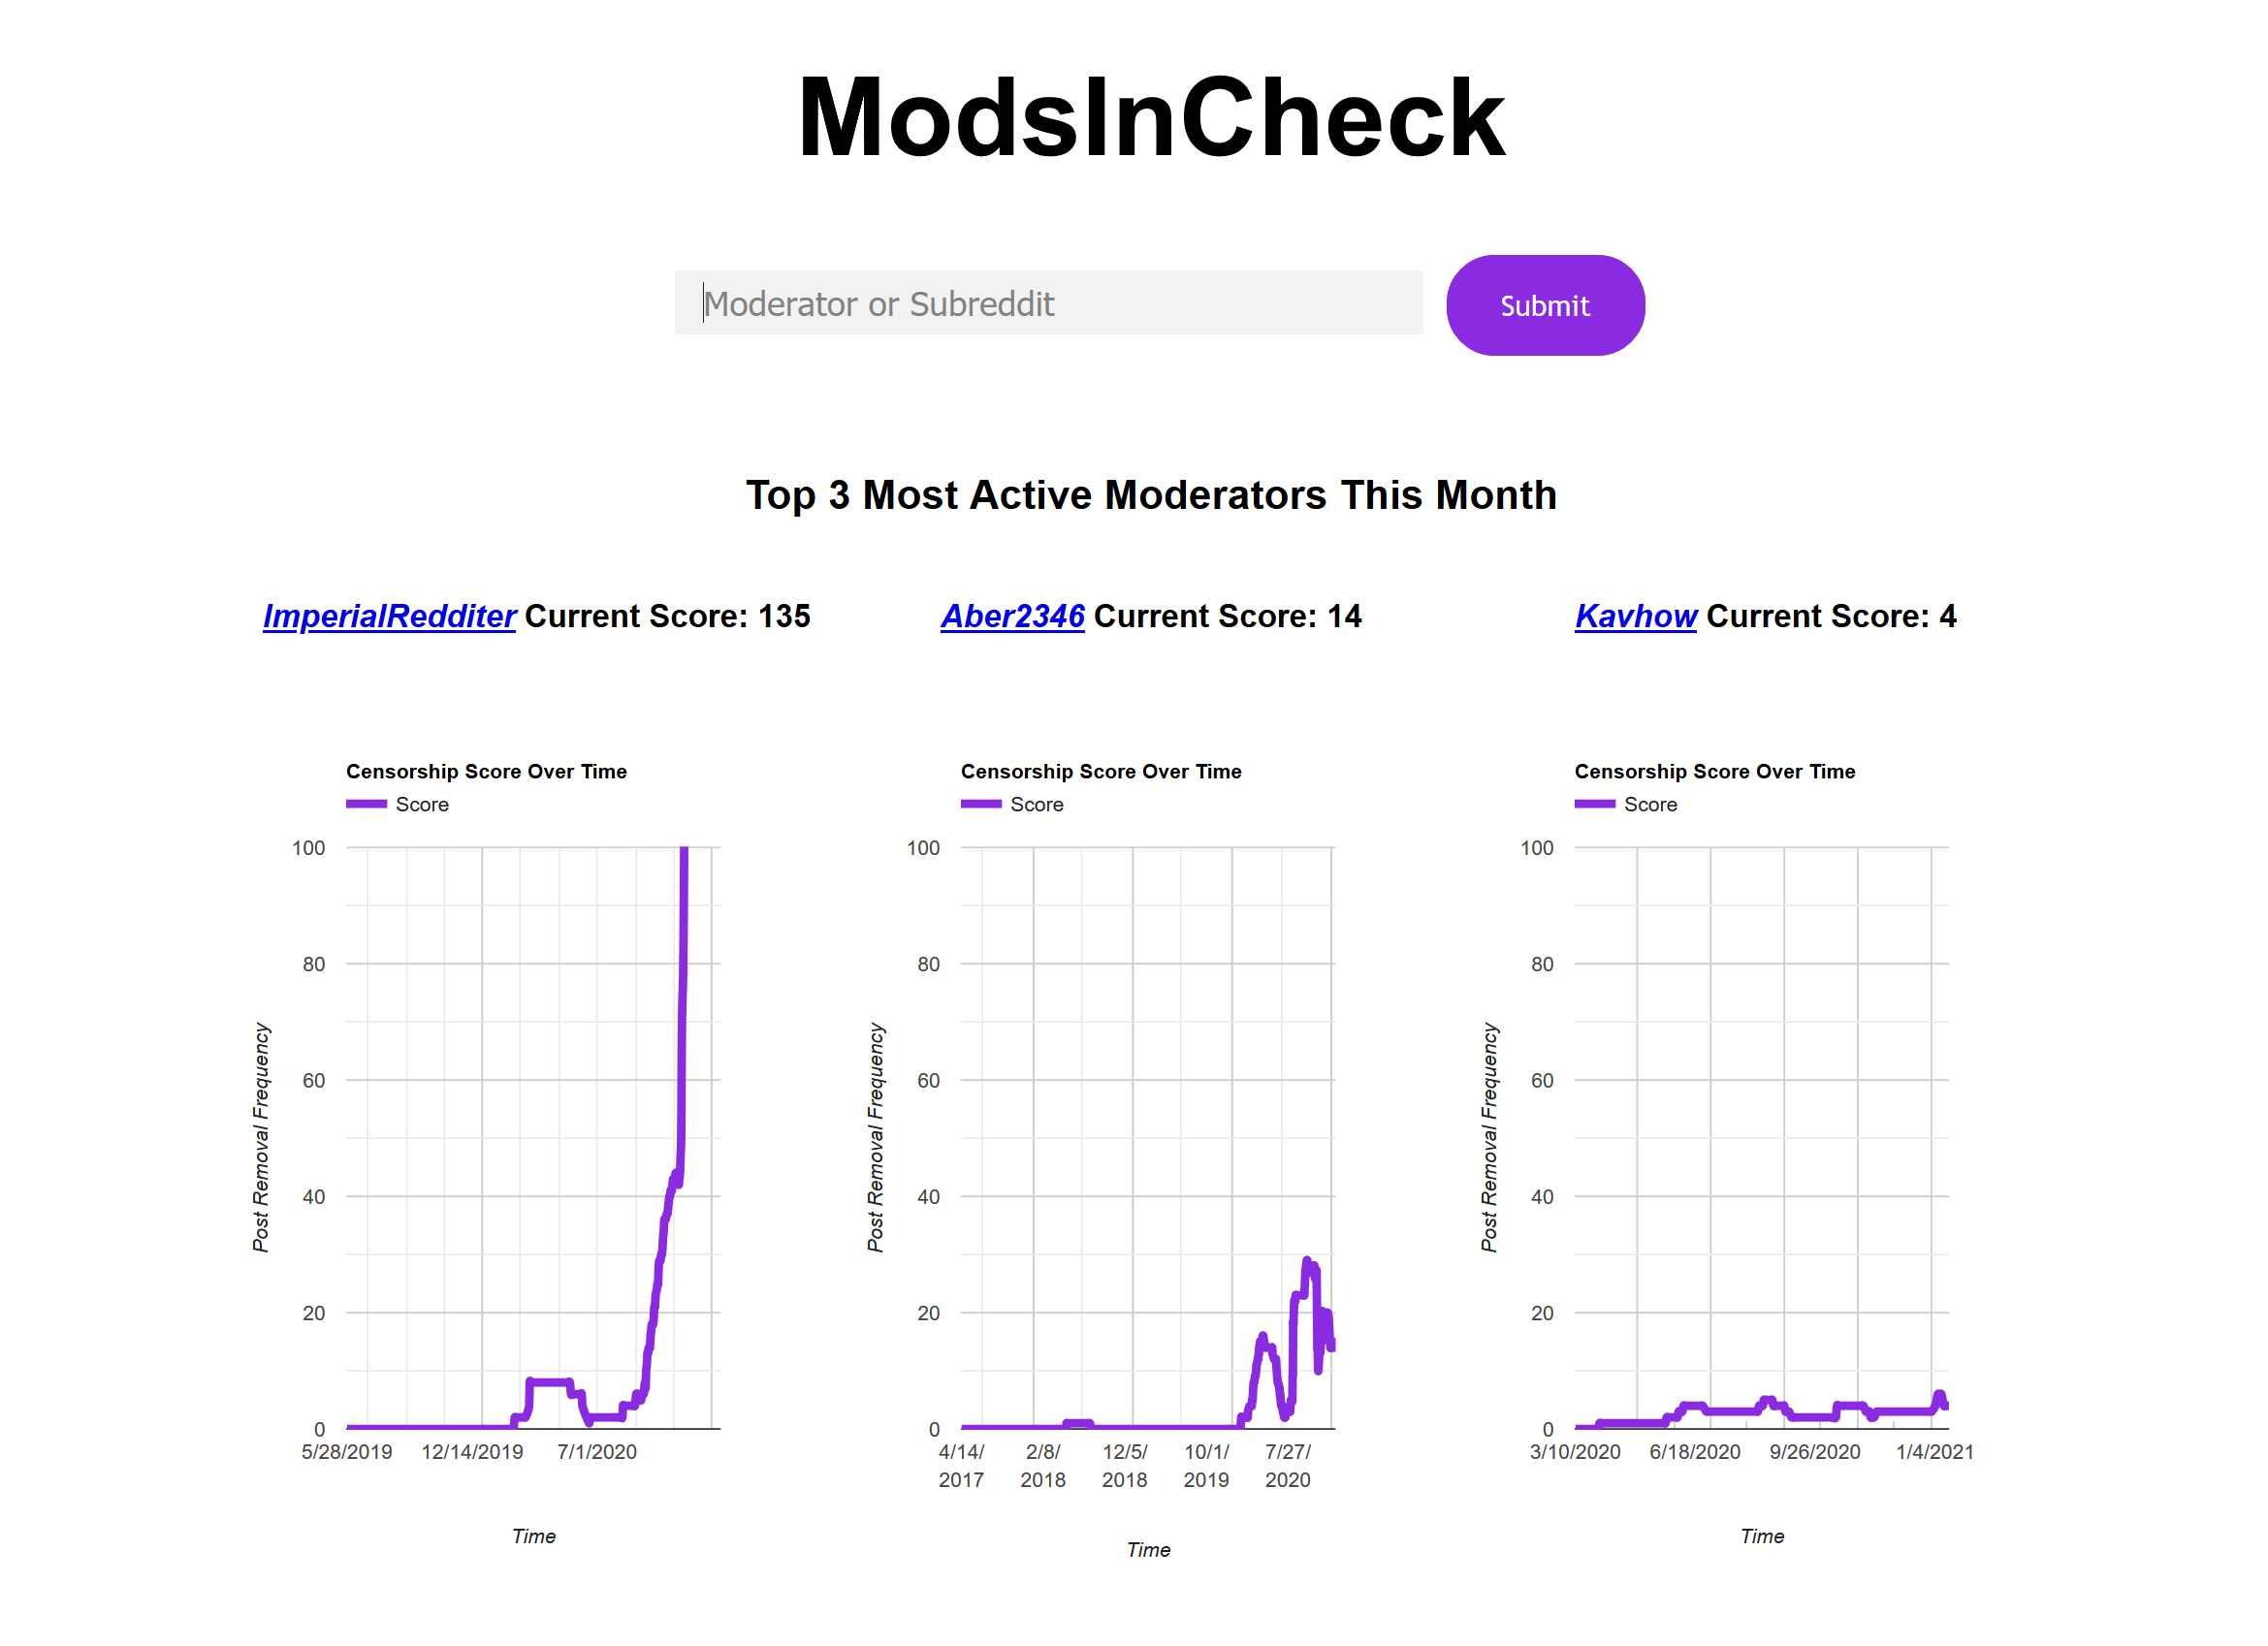 ModsInCheck
Moderator or Subreddit
Submit
Top 3 Most Active Moderators This Month
ImperialRedditer Current Score: 135
Aber2346 Current Score: 14
Kavhow Current Score: 4
Censorship Score Over Time
Score
100
80
60
40
20
0
Post Removal Frequency
5/28/2019 12/14/2019 7/1/2020
Time
Censorship Score Over Time
Score
100
80
60
40
20
0
Post Removal Frequency
4/14/ 2/8/ 12/5/ 10/1/ 7/27/
2017 2018 2018 2019 2020
Time
Censorship Score Over Time
Score
100
80
60
40
20
0
Post Removal Frequency
3/10/2020 6/18/2020 9/26/2020 1/4/2021
Time